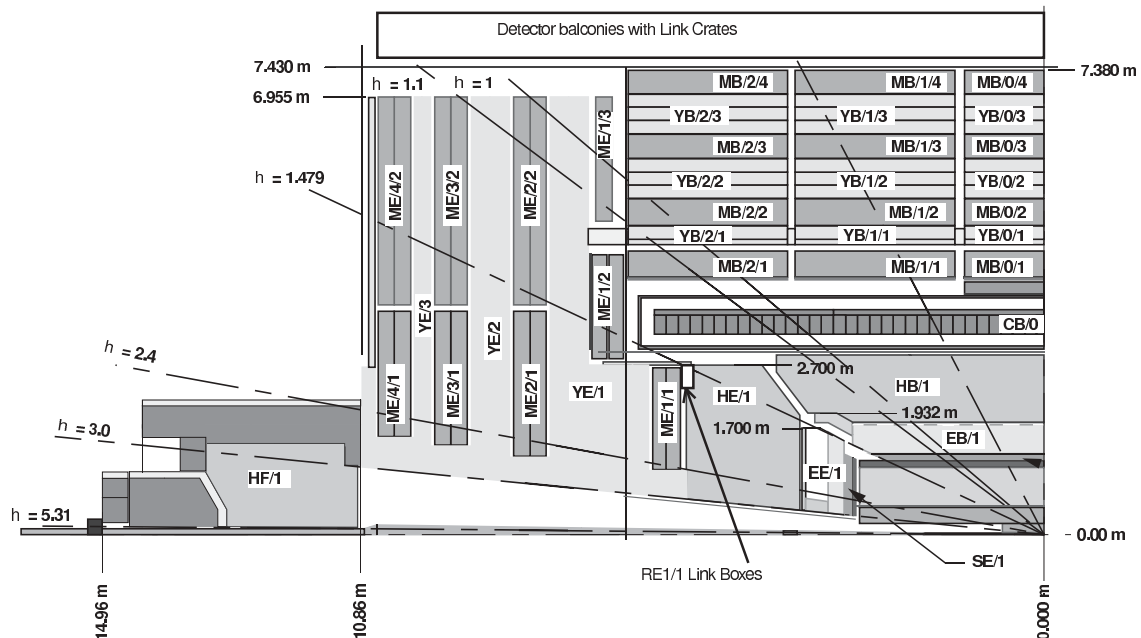 Detector balconies with Link Crates
7.430 m
7.380 m
h = 1.1
h = 1
6.955 m
MB/2/4
MB/1/4
MB/0/4
YB/2/3
YB/1/3
YB/0/3
ME/1/3
MB/2/3
MB/1/3
MB/0/3
h = 1.479
YB/2/2
YB/1/2
YB/0/2
ME/4/2
ME/3/2
ME/2/2
MB/2/2
MB/1/2
MB/0/2
YB/2/1
YB/1/1
YB/0/1
MB/2/1
MB/1/1
MB/0/1
ME/1/2
YE/3
YE/2
CB/0
h = 2.4
2.700 m
YE/1
HE/1
HB/1
ME/4/1
ME/3/1
ME/2/1
ME/1/1
1.932 m
h = 3.0
1.700 m
EB/1
HF/1
EE/1
h = 5.31
0.00 m
SE/1
RE1/1 Link Boxes
14.96 m
10.86 m
0.000 m